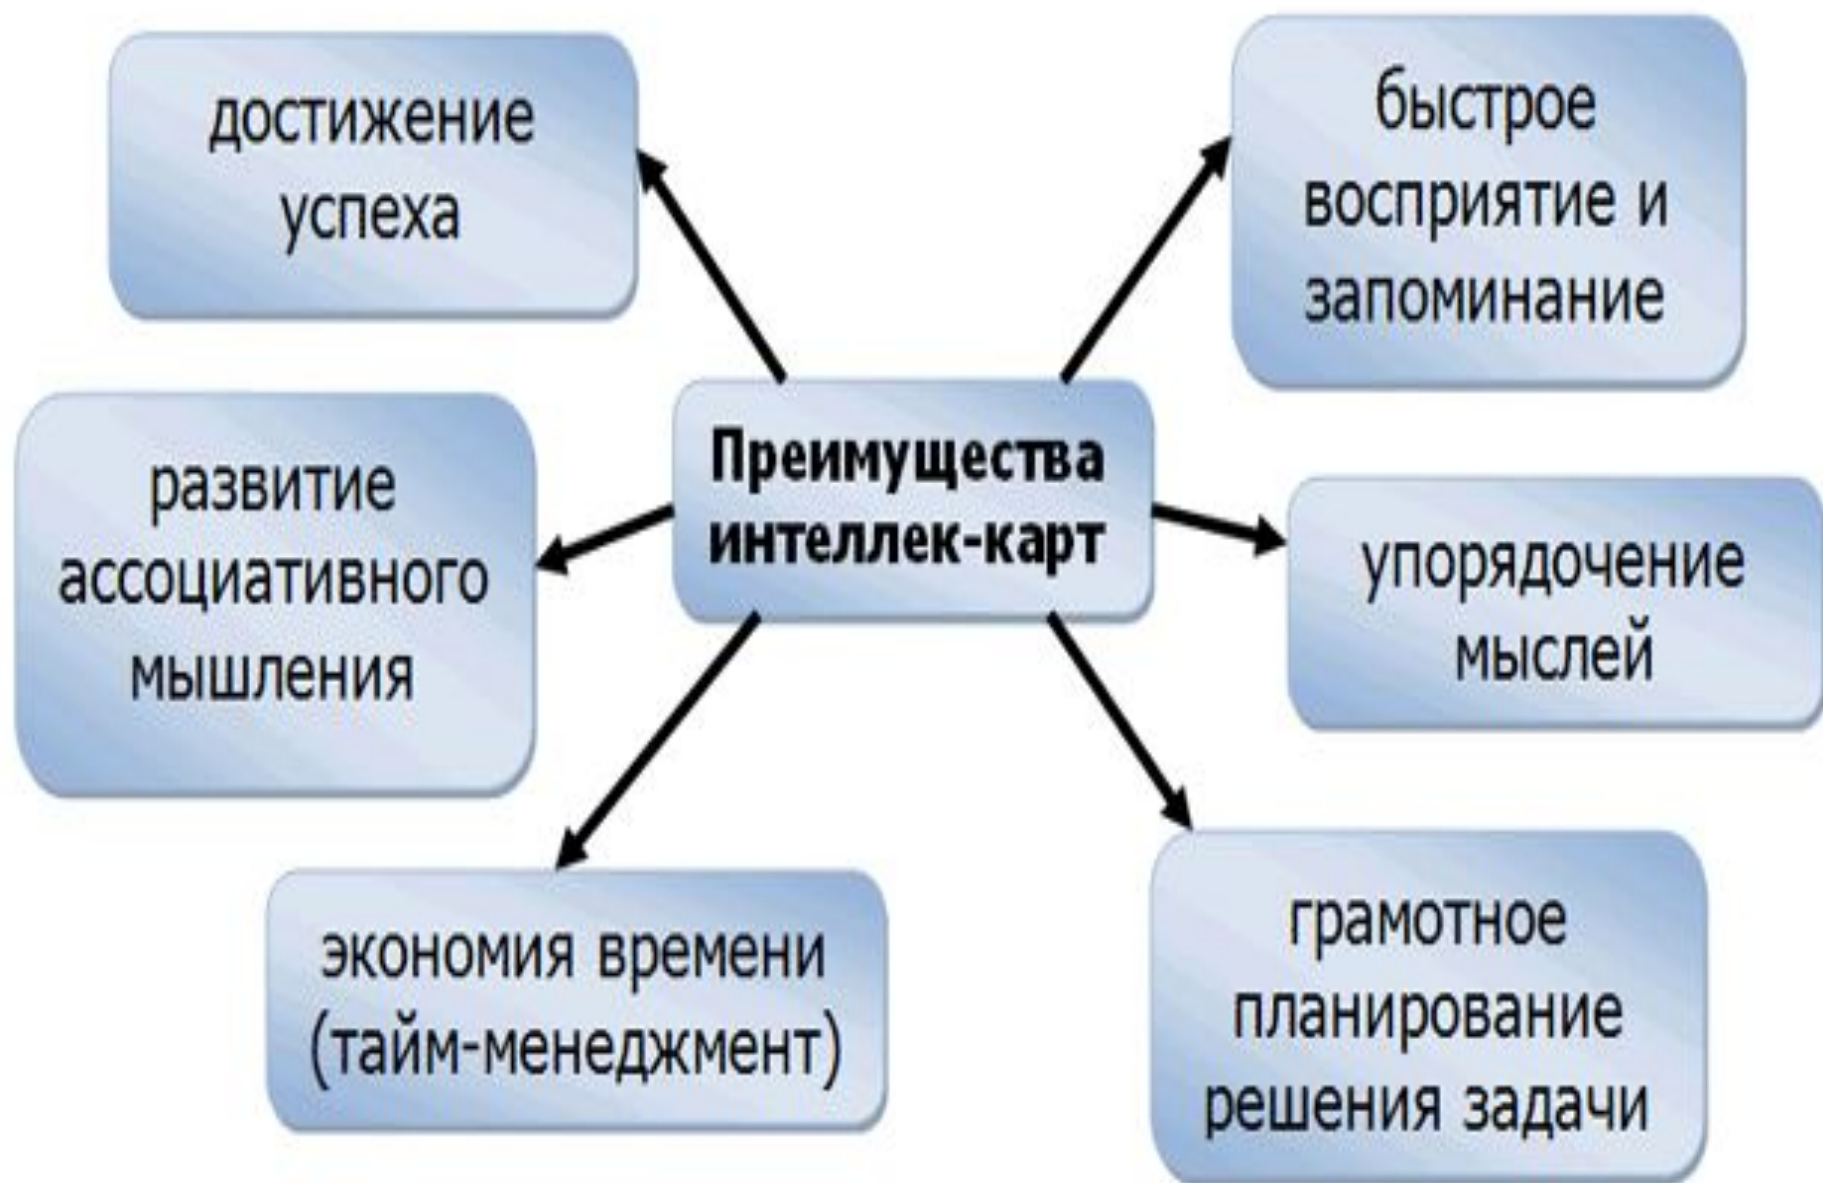 достижение
успеха
быстрое
восприятие и
запоминание
Преимущества
интеллек-карт
развитие
ассоциативного
мышления
упорядочение
мыслей
экономия времени
(тайм-менеджмент)
грамотное
планирование
решения задачи